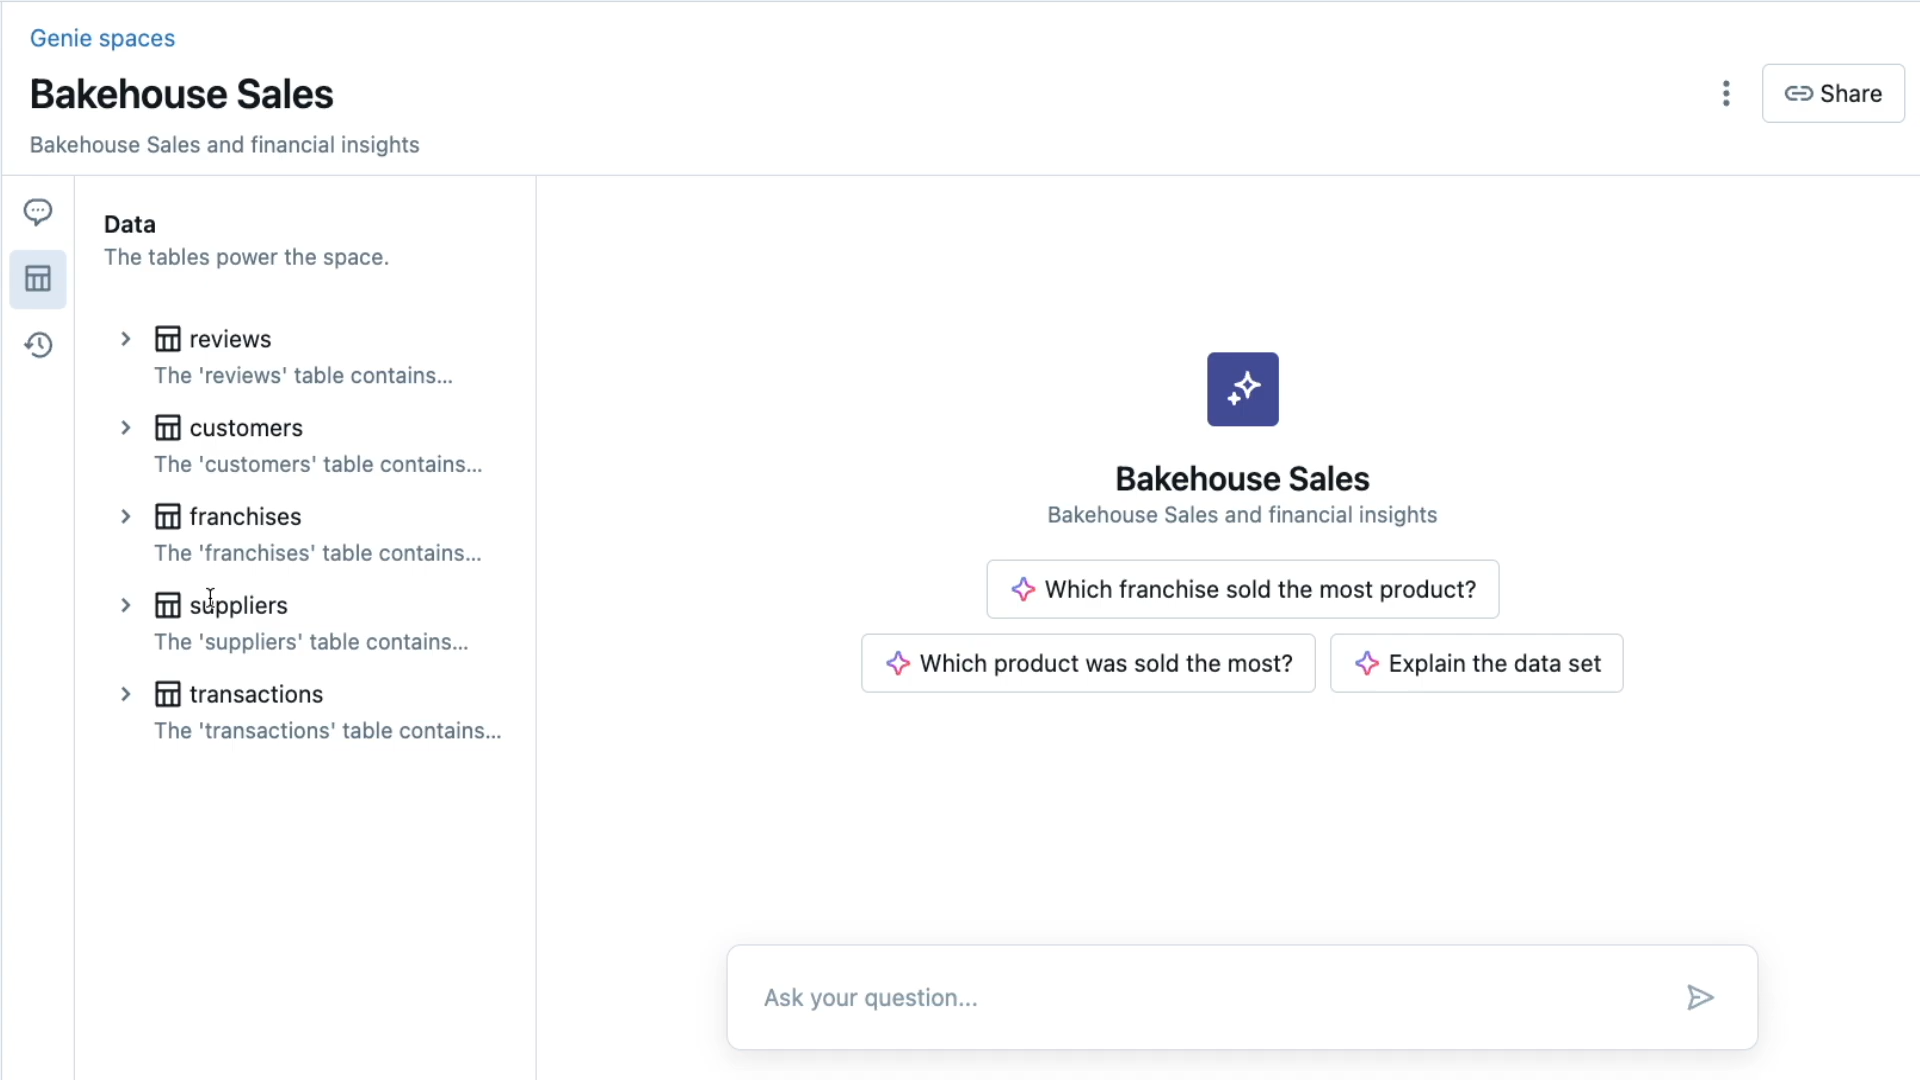 Genie spaces
Bakehouse Sales
Share
Bakehouse Sales and financial insights
Data
The tables power the space.
reviews
The 'reviews' table contains...
customers
The 'customers' table contains...
franchises
The 'franchises' table contains...
suppliers
The 'suppliers' table contains...
transactions
The 'transactions' table contains...
Bakehouse Sales
Bakehouse Sales and financial insights
Which franchise sold the most product?
Which product was sold the most?
Explain the data set
Ask your question...